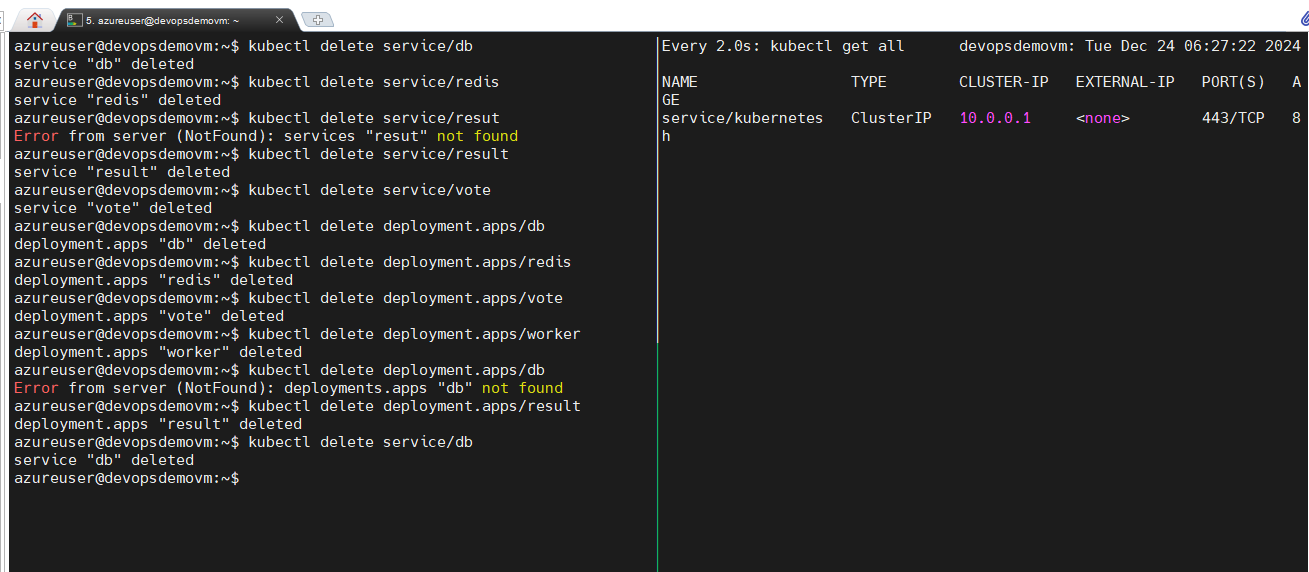 5. azureuser@devopsdemovm: ~
azureuser@devopsdemovm:~$ kubectl delete service/db
service "db" deleted
azureuser@devopsdemovm:~$ kubectl delete service/redis
service "redis" deleted
azureuser@devopsdemovm:~$ kubectl delete service/resut
Error from server (NotFound): services "resut" not found
azureuser@devopsdemovm:~$ kubectl delete service/result
service "result" deleted
azureuser@devopsdemovm:~$ kubectl delete service/vote
service "vote" deleted
azureuser@devopsdemovm:~$ kubectl delete deployment.apps/db
deployment.apps "db" deleted
azureuser@devopsdemovm:~$ kubectl delete deployment.apps/redis
deployment.apps "redis" deleted
azureuser@devopsdemovm:~$ kubectl delete deployment.apps/vote
deployment.apps "vote" deleted
azureuser@devopsdemovm:~$ kubectl delete deployment.apps/worker
deployment.apps "worker" deleted
azureuser@devopsdemovm:~$ kubectl delete deployment.apps/db
Error from server (NotFound): deployments.apps "db" not found
azureuser@devopsdemovm:~$ kubectl delete deployment.apps/result
deployment.apps "result" deleted
azureuser@devopsdemovm:~$ kubectl delete service/db
service "db" deleted
azureuser@devopsdemovm:~$
Every 2.0s: kubectl get all devopsdemovm: Tue Dec 24 06:27:22 2024
NAME TYPE CLUSTER-IP EXTERNAL-IP PORT(S) A
GE
service/kubernetes ClusterIP 10.0.0.1 <none> 443/TCP 8
h